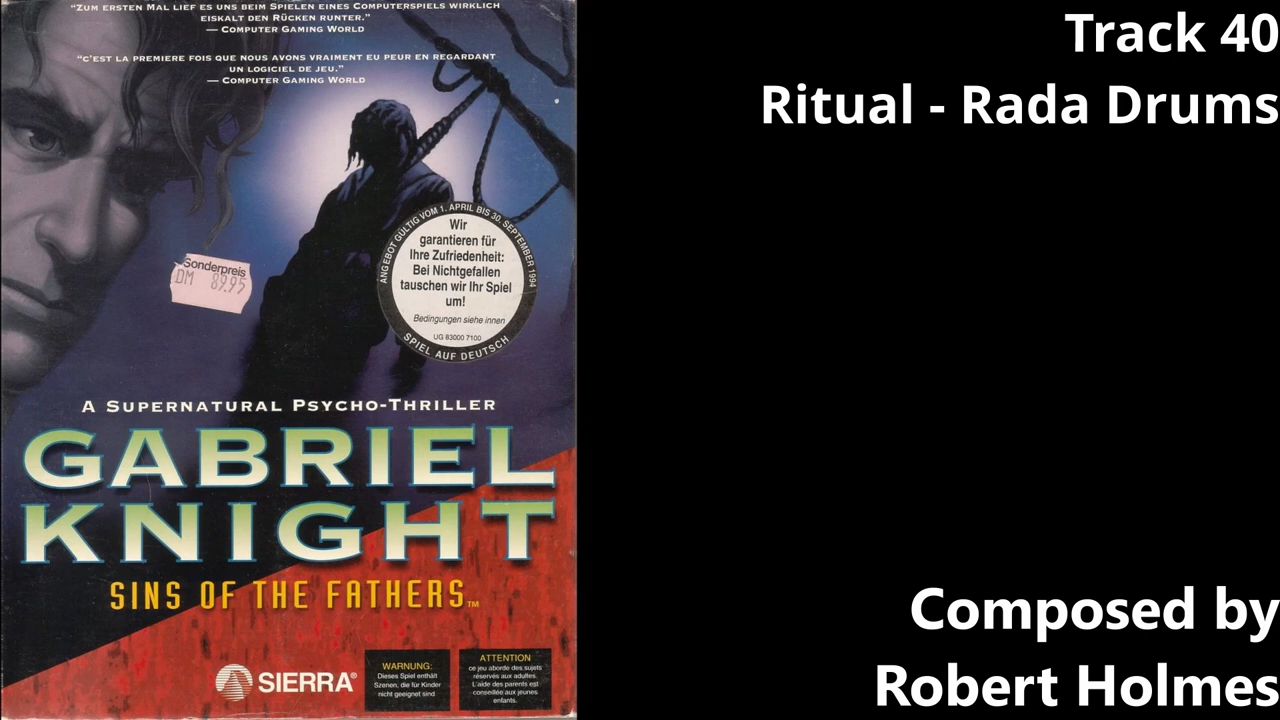 “ZUM ERSTEN MAL LIEF ES UNS BEIM SPIELEN EINES COMPUTERSPIELS WIRKLICH
EISKALT DEN RÜCKEN RUNTER.”
— COMPUTER GAMING WORLD
“C'EST LA PREMIERE FOIS QUE NOUS AVONS VRAIMENT EU PEUR EN REGARDANT
UN LOGICIEL DE JEU.”
— COMPUTER GAMING WORLD
Sonderpreis
DM 89.95
ANGEBOT GÜLTIG VOM 1. APRIL BIS 30. SEPTEMBER 1994
Wir
garantieren für
Ihre Zufriedenheit:
Bei Nichtgefallen
tauschen wir Ihr Spiel
um!
Bedingungen siehe innen
UG 83000 7100
SPIEL AUF DEUTSCH
A SUPERNATURAL PSYCHO-THRILLER
GABRIEL
KNIGHT
SINS OF THE FATHERS™
SIERRA®
WARNUNG:
Dieses Spiel enthält
Szenen, die für Kinder
nicht geeignet sind
ATTENTION
ce jeu aborde des sujets
réservés aux adultes.
L'aide des parents est
conseillée aux jeunes
enfants.
Track 40
Ritual - Rada Drums
Composed by
Robert Holmes